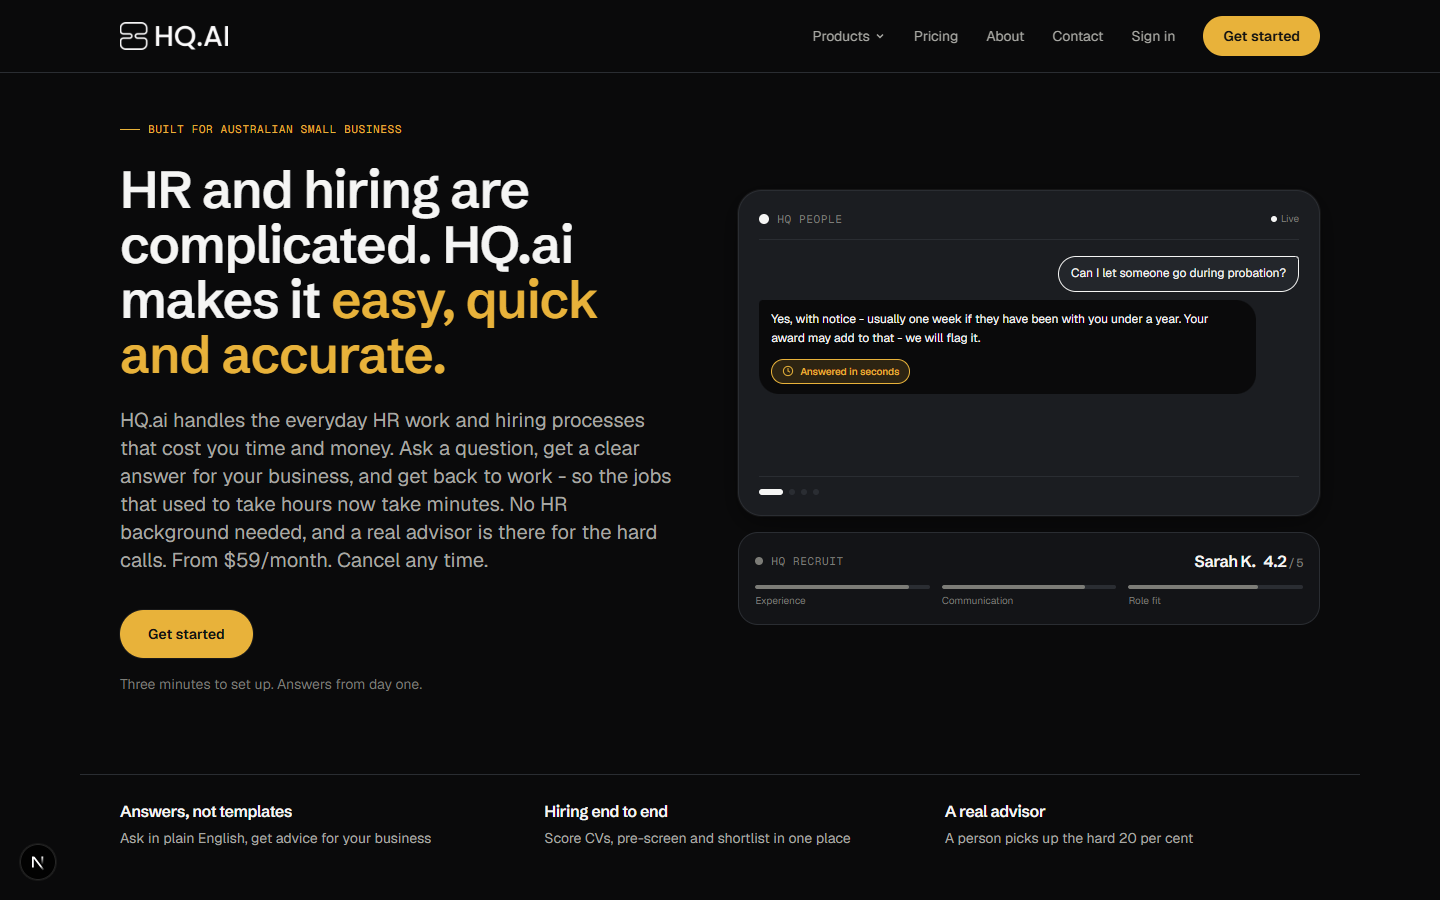 HQ.AI
Products
Pricing
About
Contact
Sign in
Get started
BUILT FOR AUSTRALIAN SMALL BUSINESS
HR and hiring are
complicated. HQ.ai
makes it easy, quick
and accurate.
HQ.ai handles the everyday HR work and hiring processes
that cost you time and money. Ask a question, get a clear
answer for your business, and get back to work - so the jobs
that used to take hours now take minutes. No HR
background needed, and a real advisor is there for the hard
calls. From $59/month. Cancel any time.
Get started
Three minutes to set up. Answers from day one.
HQ PEOPLE
Live
Can I let someone go during probation?
Yes, with notice - usually one week if they have been with you under a year. Your
award may add to that - we will flag it.
Answered in seconds
HQ RECRUIT
Sarah K. 4.2 / 5
Experience
Communication
Role fit
Answers, not templates
Ask in plain English, get advice for your business
Hiring end to end
Score CVs, pre-screen and shortlist in one place
A real advisor
A person picks up the hard 20 per cent
N